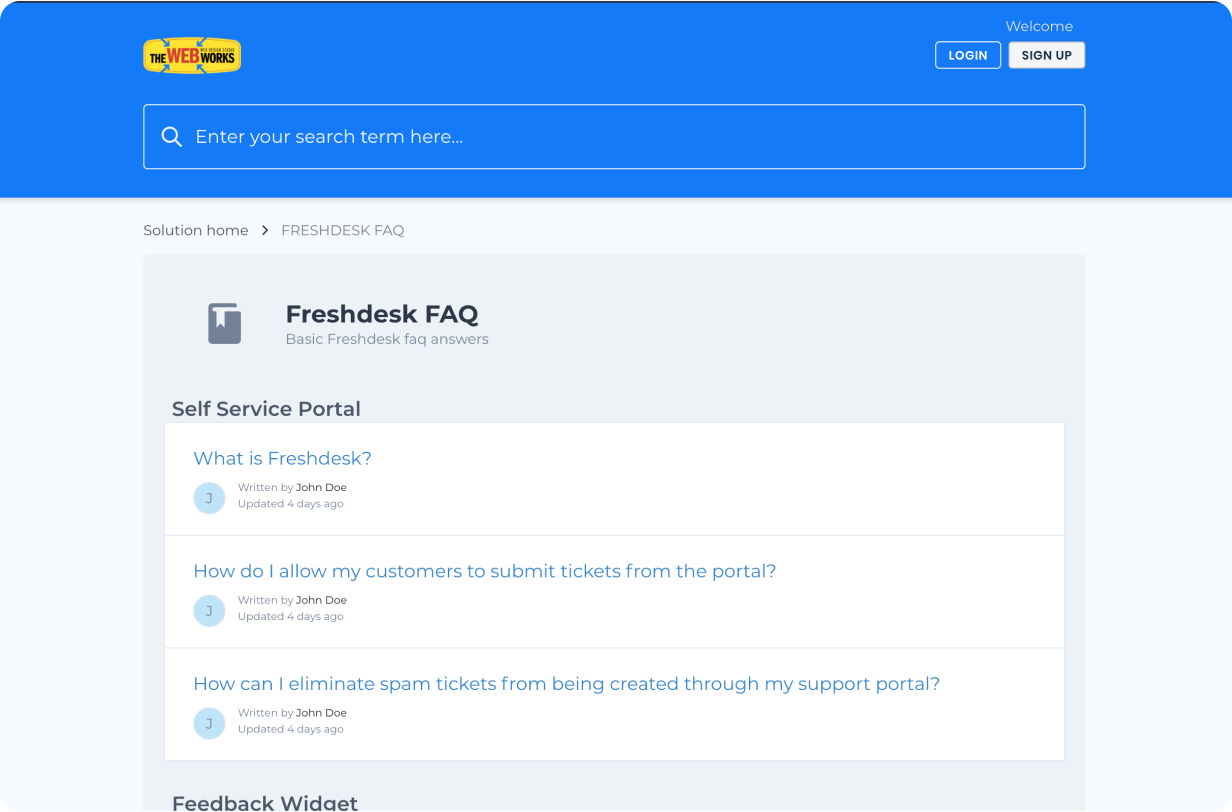 Welcome
THE WEB WORKS
WEB DESIGN STUDIO
LOGIN
SIGN UP
Enter your search term here...
Solution home
FRESHDESK FAQ
Freshdesk FAQ
Basic Freshdesk faq answers
Self Service Portal
What is Freshdesk?
J
Written by John Doe
Updated 4 days ago
How do I allow my customers to submit tickets from the portal?
J
Written by John Doe
Updated 4 days ago
How can I eliminate spam tickets from being created through my support portal?
J
Written by John Doe
Updated 4 days ago
Feedback Widget